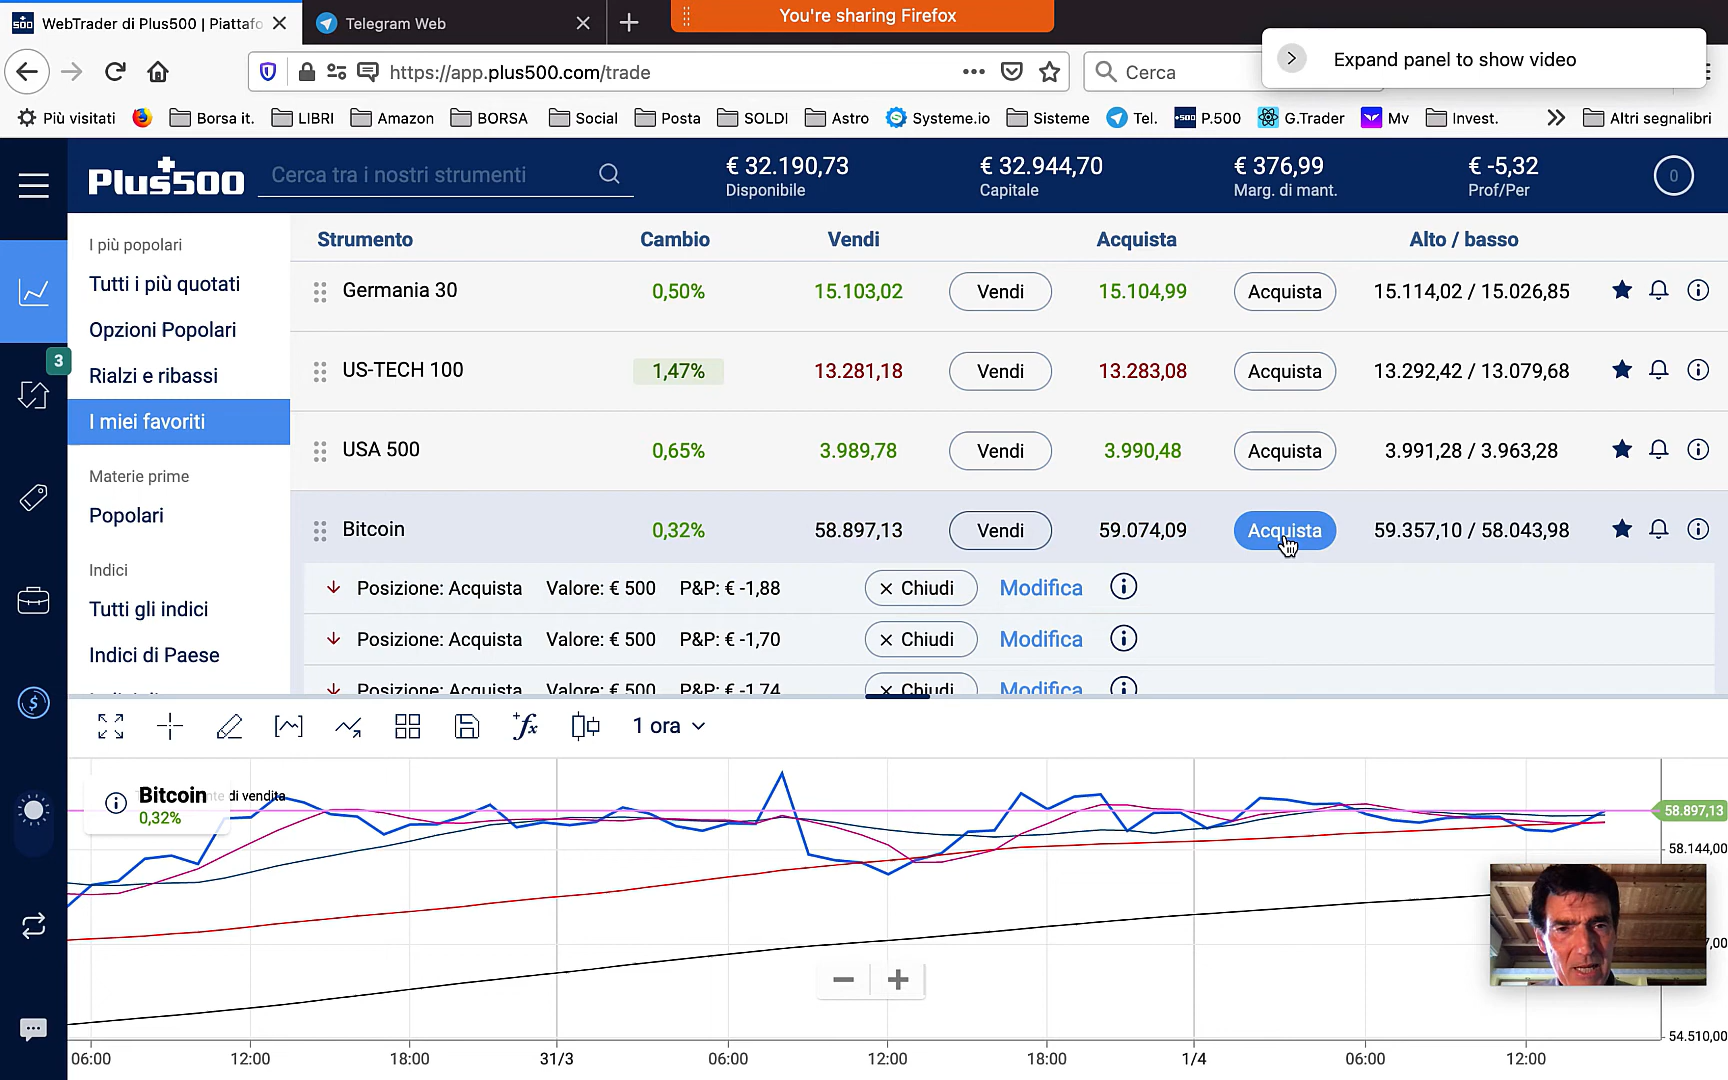 WebTrader di Plus500 | Piattafo
Telegram Web
You're sharing Firefox
https://app.plus500.com/trade
Cerca
Expand panel to show video
Più visitati
Borsa it.
LIBRI
Amazon
BORSA
Social
Posta
SOLDI
Astro
Systeme.io
Sisteme
Tel.
P.500
G.Trader
Mv
Invest.
Altri segnalibri
Plus500
Cerca tra i nostri strumenti
€ 32.190,73
Disponibile
€ 32.944,70
Capitale
€ 376,99
Marg. di mant.
€ -5,32
Prof/Per
0
3
I più popolari
Tutti i più quotati
Opzioni Popolari
Rialzi e ribassi
I miei favoriti
Materie prime
Popolari
Indici
Tutti gli indici
Indici di Paese
Strumento Cambio Vendi Acquista Alto / basso
Germania 30 0,50% 15.103,02 Vendi 15.104,99 Acquista 15.114,02 / 15.026,85
US-TECH 100 1,47% 13.281,18 Vendi 13.283,08 Acquista 13.292,42 / 13.079,68
USA 500 0,65% 3.989,78 Vendi 3.990,48 Acquista 3.991,28 / 3.963,28
Bitcoin 0,32% 58.897,13 Vendi 59.074,09 Acquista 59.357,10 / 58.043,98
Posizione: Acquista Valore: € 500 P&P: € -1,88 Chiudi Modifica
Posizione: Acquista Valore: € 500 P&P: € -1,70 Chiudi Modifica
Posizione: Acquista Valore: € 500 P&P: € -1,74 Chiudi Modifica
1 ora
Bitcoin
di vendita
0,32%
58.897,13
58.144,00
54.510,00
06:00 12:00 18:00 31/3 06:00 12:00 18:00 1/4 06:00 12:00